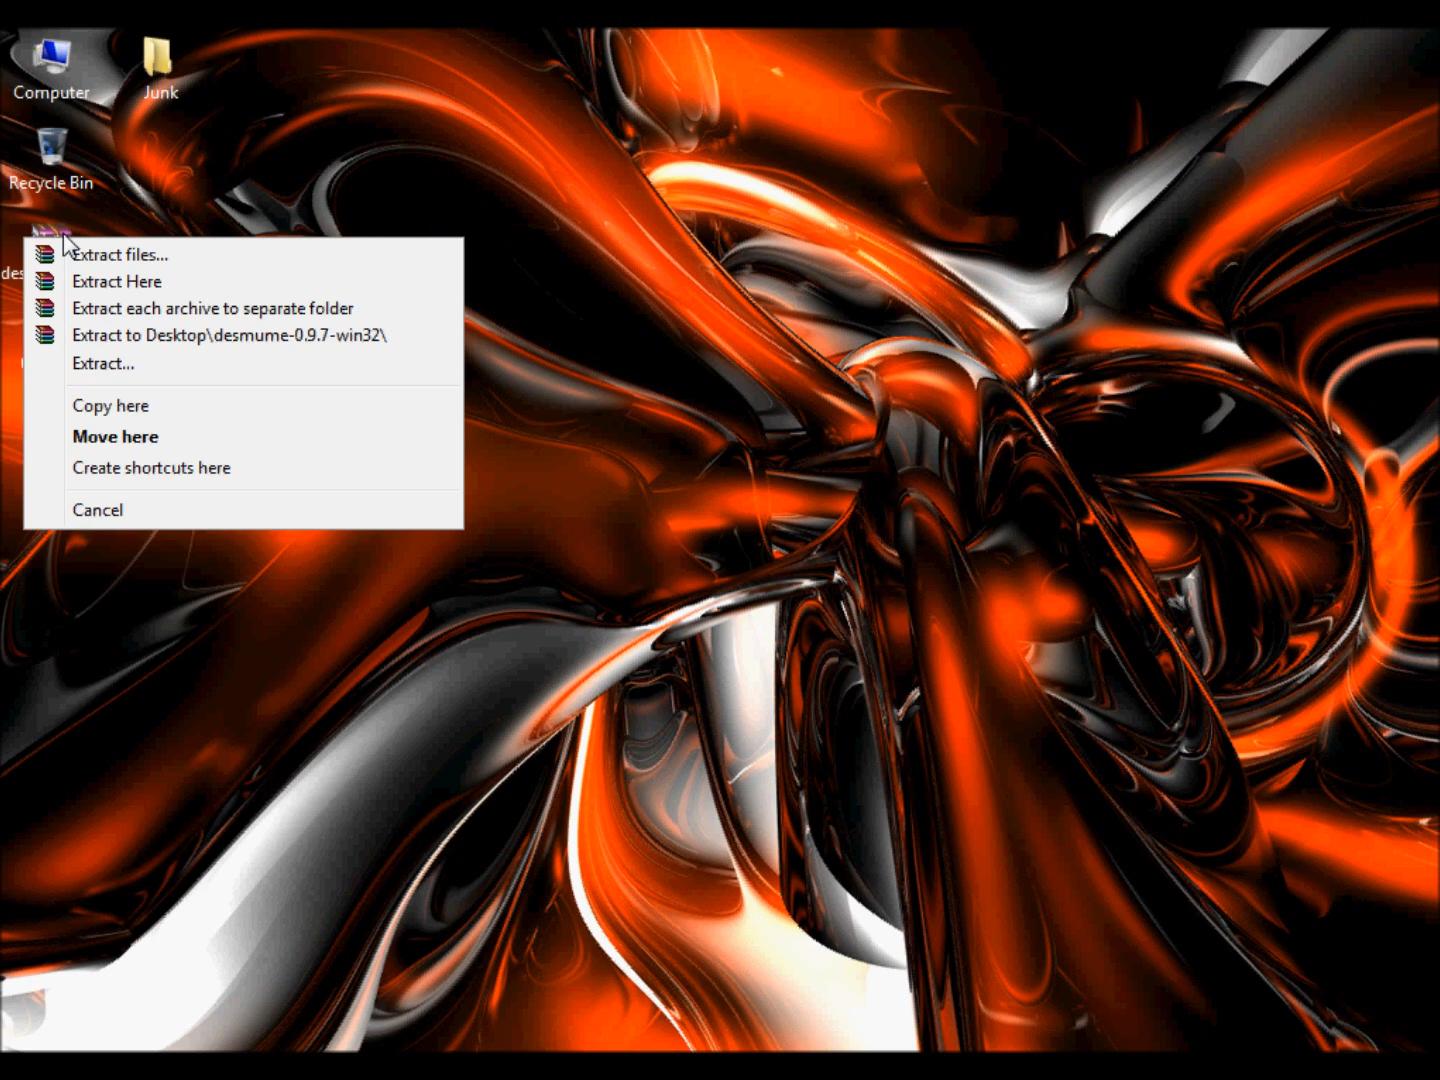 Computer
Junk
Recycle Bin
des
Extract files...
Extract Here
Extract each archive to separate folder
Extract to Desktop\desmume-0.9.7-win32\
Extract...
Copy here
Move here
Create shortcuts here
Cancel